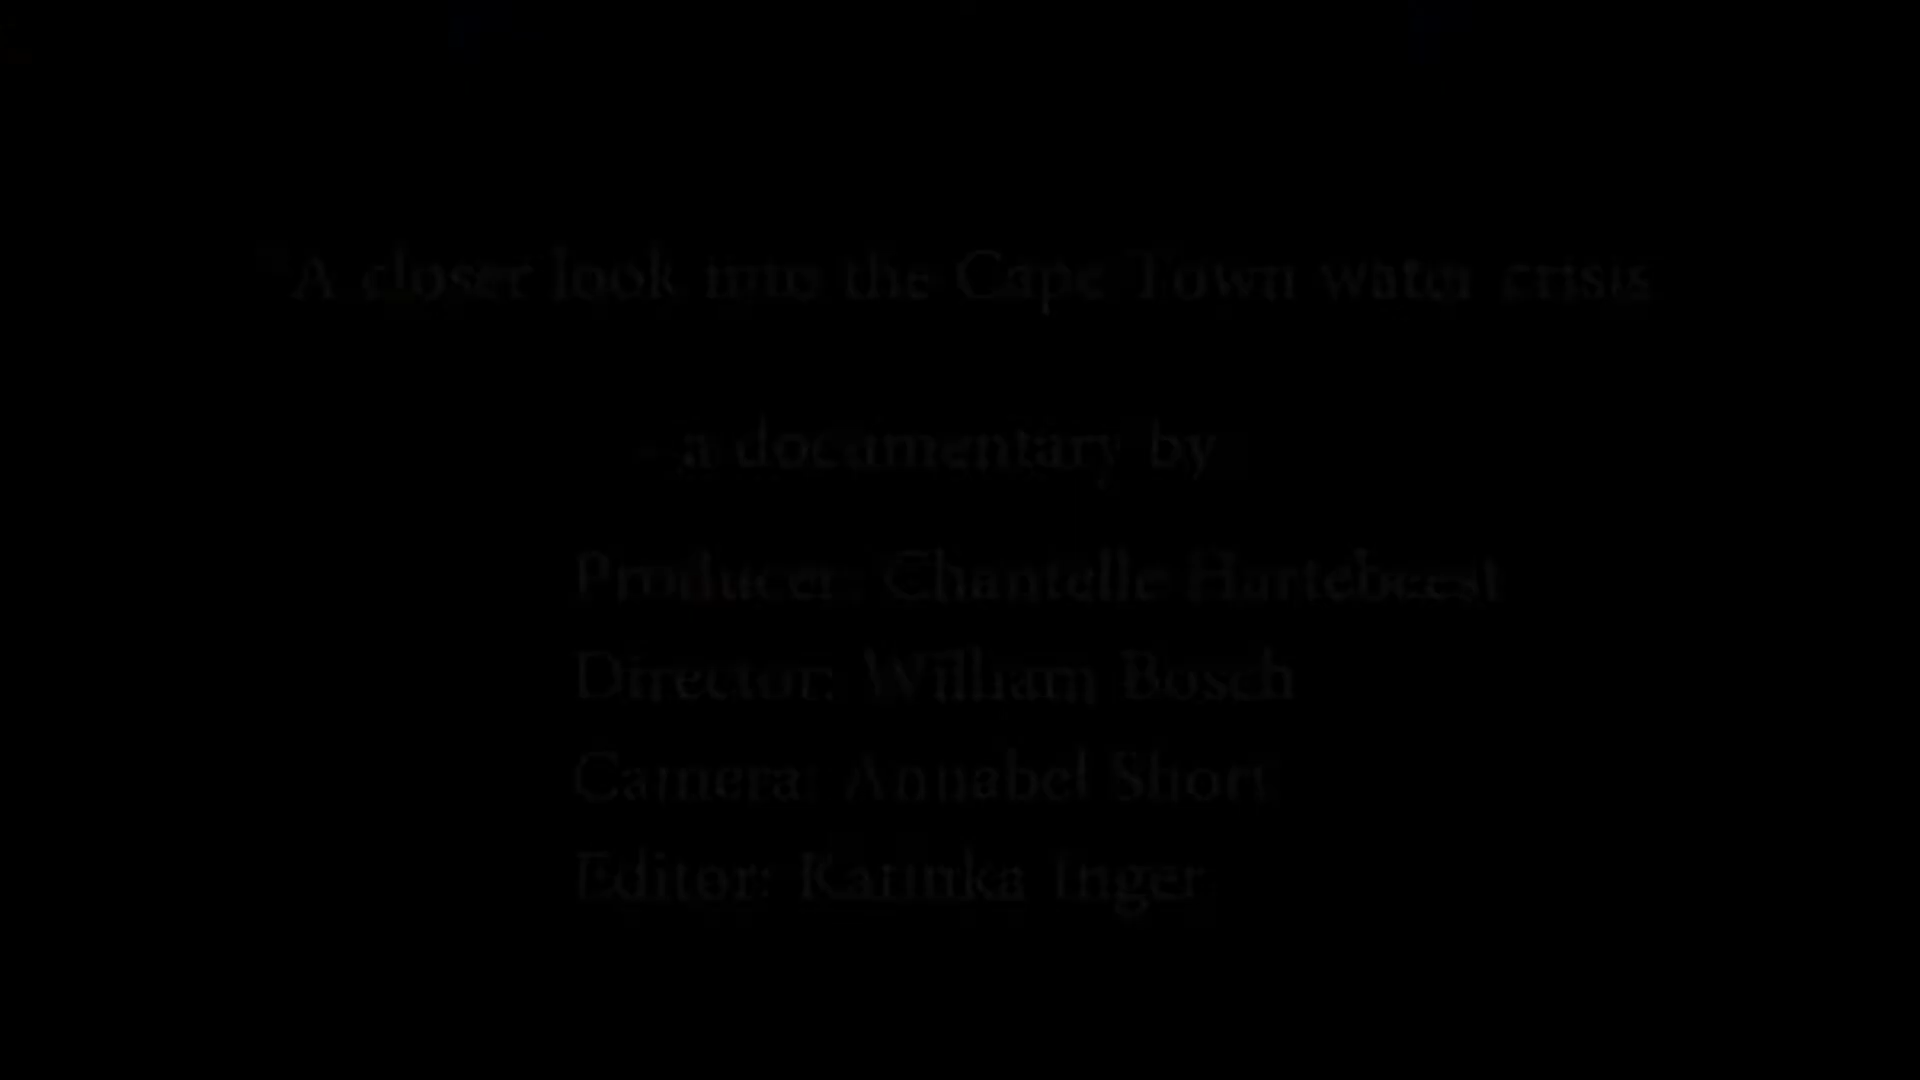 "A closer look into the Cape Town water crisis
- a documentary by
Producer: Chantelle Hartebeest
Director: William Bosch
Camera: Annabel Short
Editor: Katinka Inger